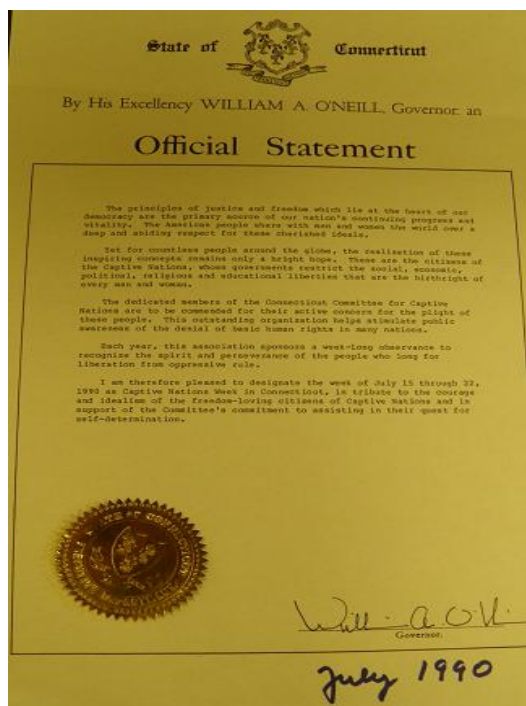 State of Connecticut
By His Excellency WILLIAM A. O'NEILL, Governor: an
Official Statement
The principles of justice and freedom which lie at the heart of our
democracy are the primary source of our nation's continuing progress and
vitality. The American people share with men and women the world over a
deep and abiding respect for these cherished ideals.
Yet for countless people around the globe, the realization of these
inspiring concepts remains only a bright hope. These are the citizens of
the Captive Nations, whose governments restrict the social, economic,
political, religious and educational liberties that are the birthright of
every man and woman.
The dedicated members of the Connecticut Committee for Captive
Nations are to be commended for their active concern for the plight of
these people. This outstanding organization helps stimulate public
awareness of the denial of basic human rights in many nations.
Each year, this association sponsors a week-long observance to
recognize the spirit and perseverance of the people who long for
liberation from oppressive rule.
I am therefore pleased to designate the week of July 15 through 22,
1990 as Captive Nations Week in Connecticut, in tribute to the courage
and idealism of the freedom-loving citizens of Captive Nations and in
support of the Committee's commitment to assisting in their quest for
self-determination.
William A. O'Neill
Governor.
July 1990